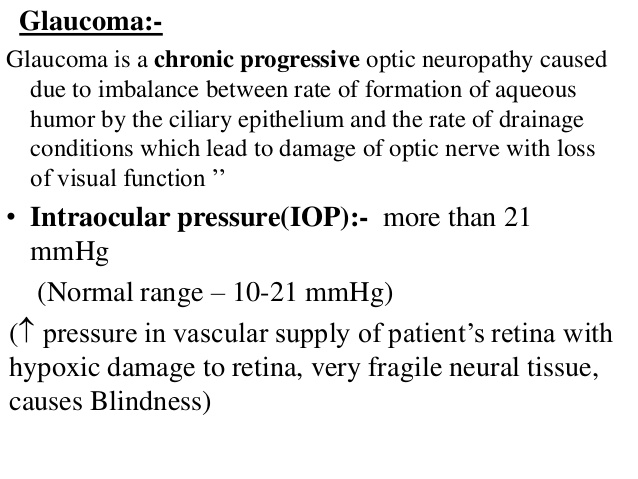 Glaucoma:-
Glaucoma is a chronic progressive optic neuropathy caused
due to imbalance between rate of formation of aqueous
humor by the ciliary epithelium and the rate of drainage
conditions which lead to damage of optic nerve with loss
of visual function ’’
• Intraocular pressure(IOP):- more than 21
mmHg
(Normal range – 10-21 mmHg)
(↑ pressure in vascular supply of patient’s retina with
hypoxic damage to retina, very fragile neural tissue,
causes Blindness)